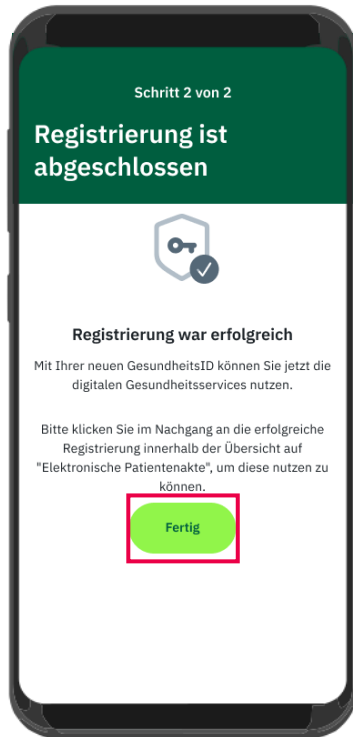 Schritt 2 von 2
Registrierung ist
abgeschlossen
Registrierung war erfolgreich
Mit Ihrer neuen GesundheitsID können Sie jetzt die
digitalen Gesundheitsservices nutzen.
Bitte klicken Sie im Nachgang an die erfolgreiche
Registrierung innerhalb der Übersicht auf
"Elektronische Patientenakte", um diese nutzen zu
können.
Fertig